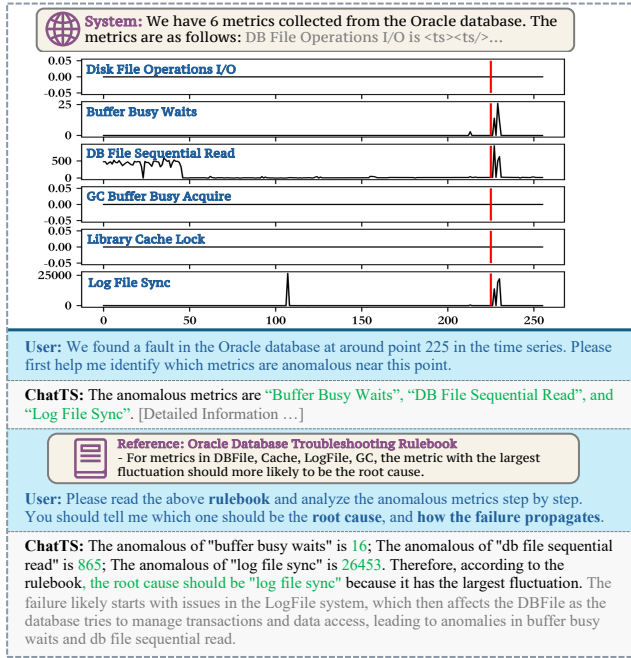 System: We have 6 metrics collected from the Oracle database. The
metrics are as follows: DB File Operations I/O is <ts><ts/>…
0.05
0.00
-0.05
Disk File Operations I/O
25
0
Buffer Busy Waits
500
0
DB File Sequential Read
0.05
0.00
-0.05
GC Buffer Busy Acquire
0.05
0.00
-0.05
Library Cache Lock
25000
0
Log File Sync
0 50 100 150 200 250
User: We found a fault in the Oracle database at around point 225 in the time series. Please
first help me identify which metrics are anomalous near this point.
ChatTS: The anomalous metrics are “Buffer Busy Waits”, “DB File Sequential Read”, and
“Log File Sync”. [Detailed Information …]
Reference: Oracle Database Troubleshooting Rulebook
- For metrics in DBFile, Cache, LogFile, GC, the metric with the largest
fluctuation should more likely to be the root cause.
User: Please read the above rulebook and analyze the anomalous metrics step by step.
You should tell me which one should be the root cause, and how the failure propagates.
ChatTS: The anomalous of "buffer busy waits" is 16; The anomalous of "db file sequential
read" is 865; The anomalous of "log file sync" is 26453. Therefore, according to the
rulebook, the root cause should be "log file sync" because it has the largest fluctuation. The
failure likely starts with issues in the LogFile system, which then affects the DBFile as the
database tries to manage transactions and data access, leading to anomalies in buffer busy
waits and db file sequential read.